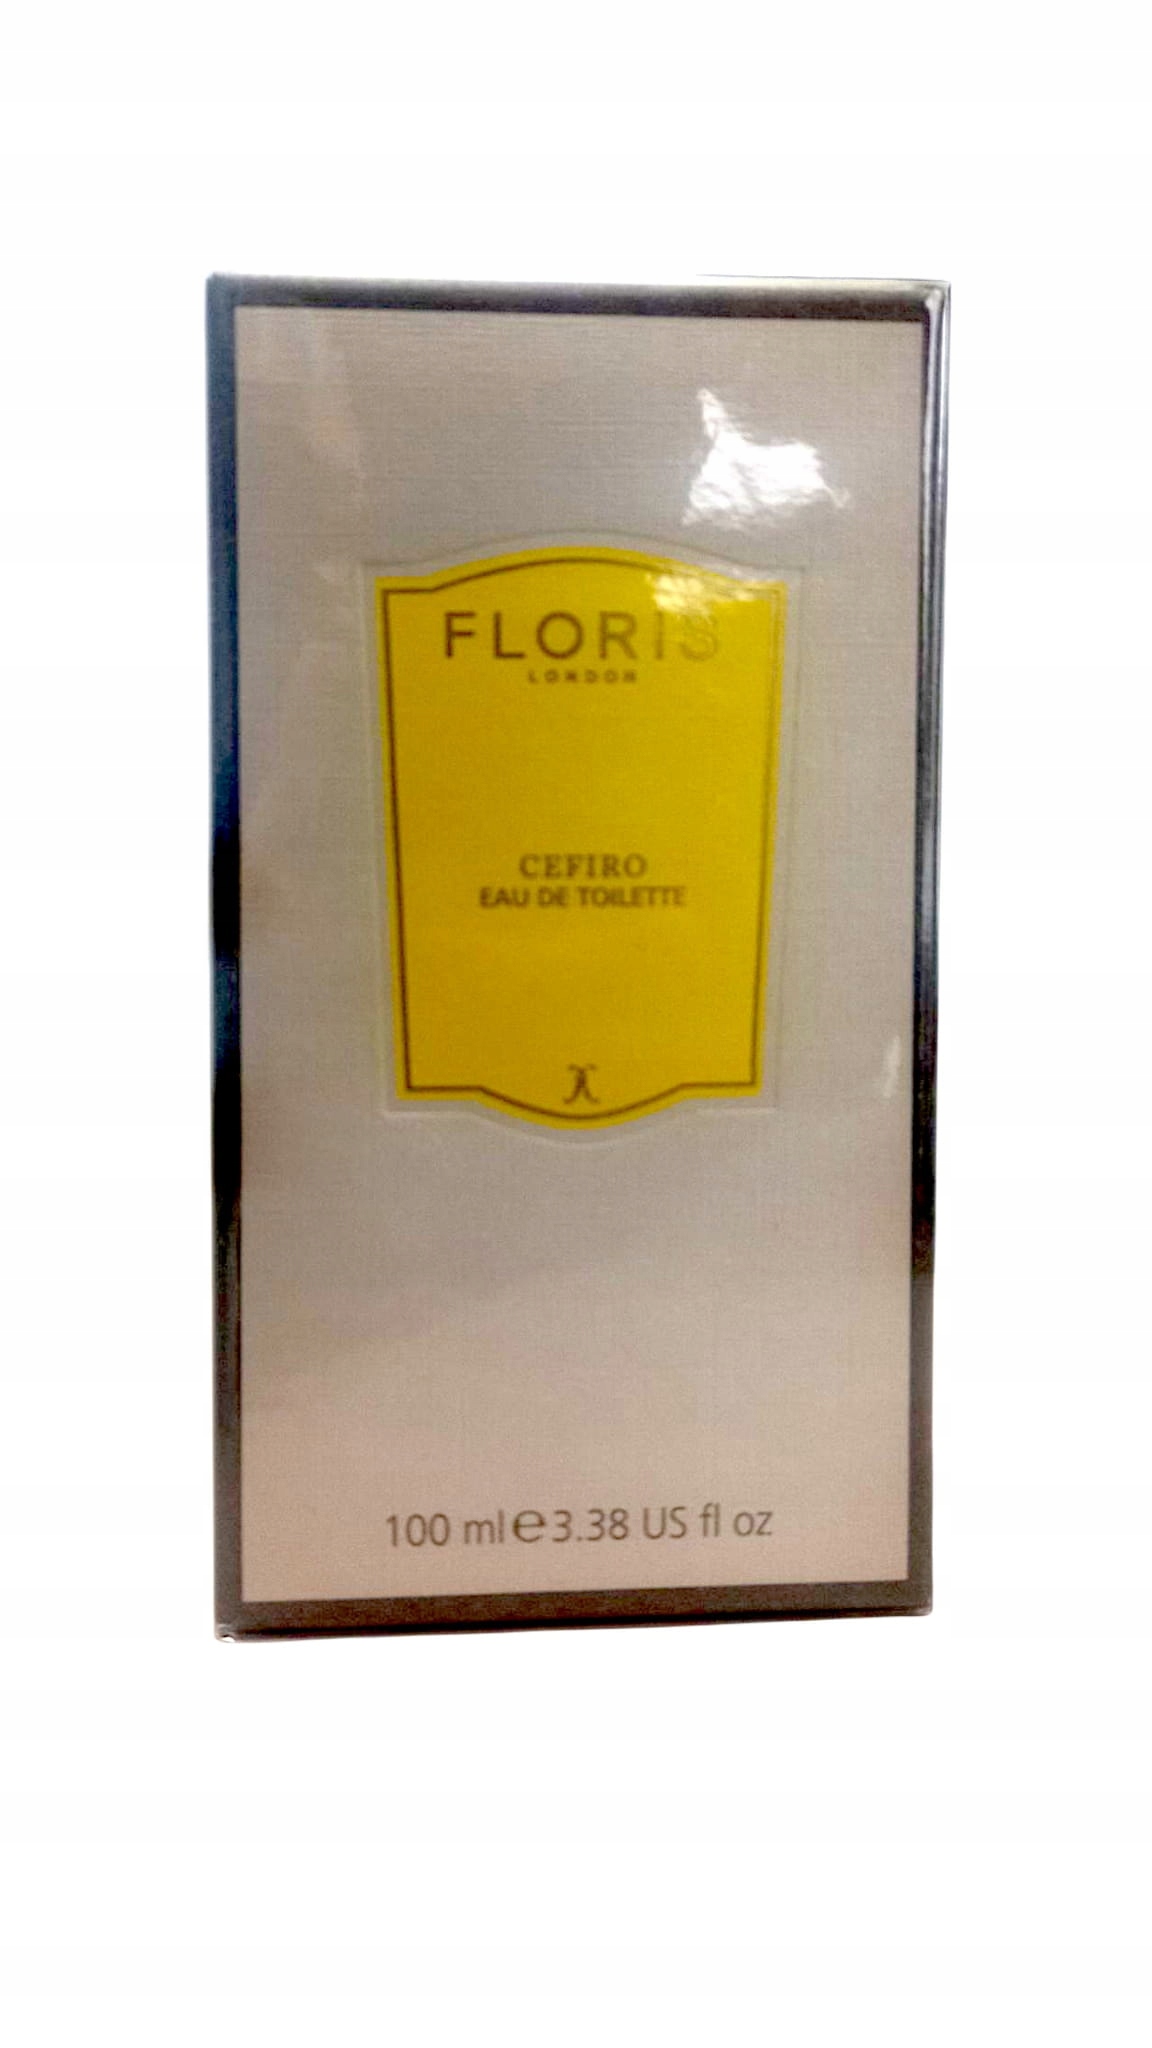 FLORIS
LONDON
CEFIRO
EAU DE TOILETTE
100 ml e 3.38 US fl oz